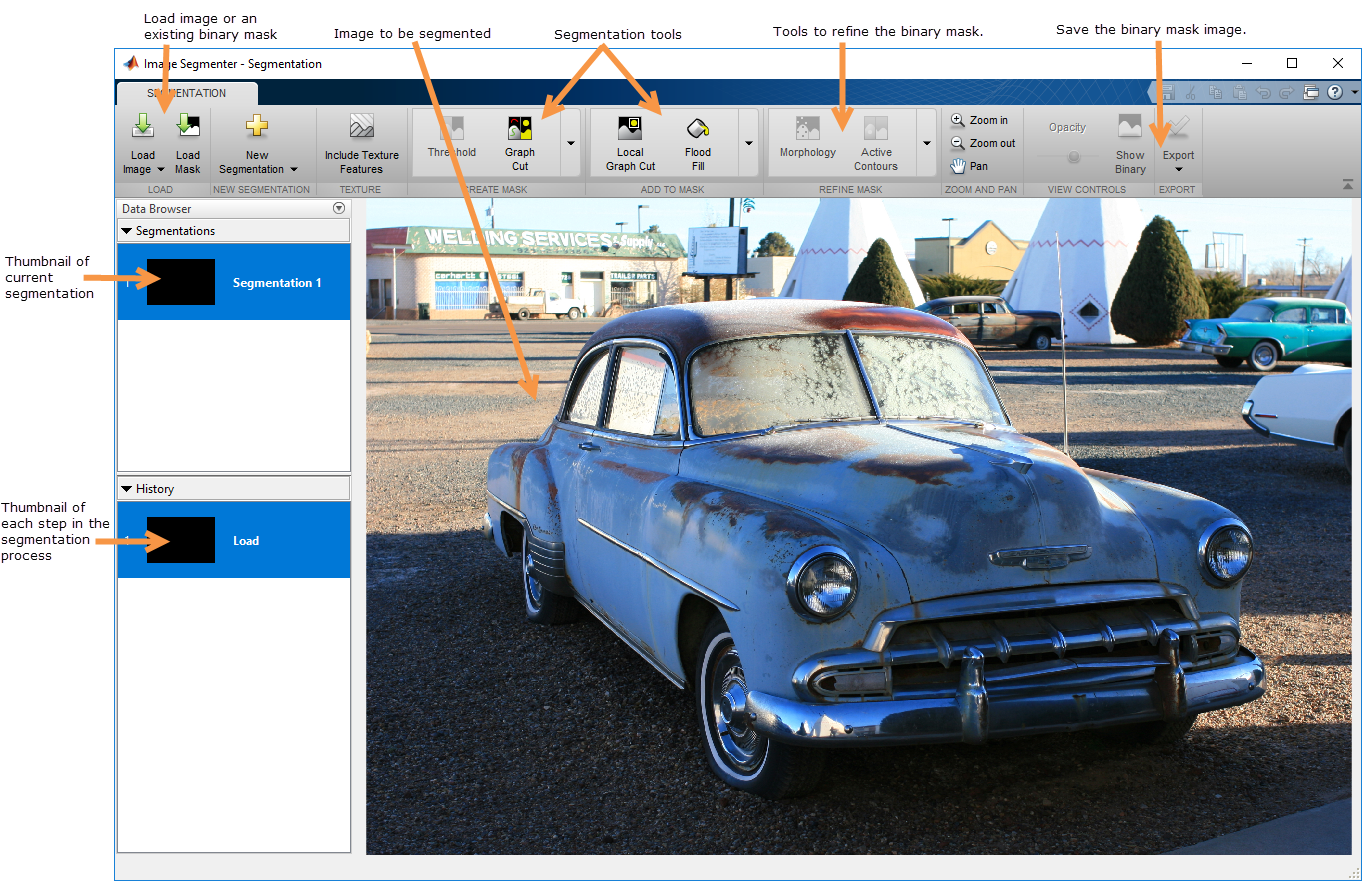 Load image or an
existing binary mask
Image to be segmented
Segmentation tools
Tools to refine the binary mask.
Save the binary mask image.
Image Segmenter - Segmentation
SEGMENTATION
Load
Image
Load
Mask
New
Segmentation
Include Texture
Features
Threshold
Graph
Cut
Local
Graph Cut
Flood
Fill
Morphology
Active
Contours
Zoom in
Zoom out
Pan
Opacity
Show
Binary
Export
LOAD
NEW SEGMENTATION
TEXTURE
CREATE MASK
ADD TO MASK
REFINE MASK
ZOOM AND PAN
VIEW CONTROLS
EXPORT
Data Browser
Segmentations
Thumbnail of
current
segmentation
1
Segmentation 1
History
Thumbnail of
each step in the
segmentation
process
1
Load
WELDING SERVICES & Supply
carhartt
TRAILER PARTS